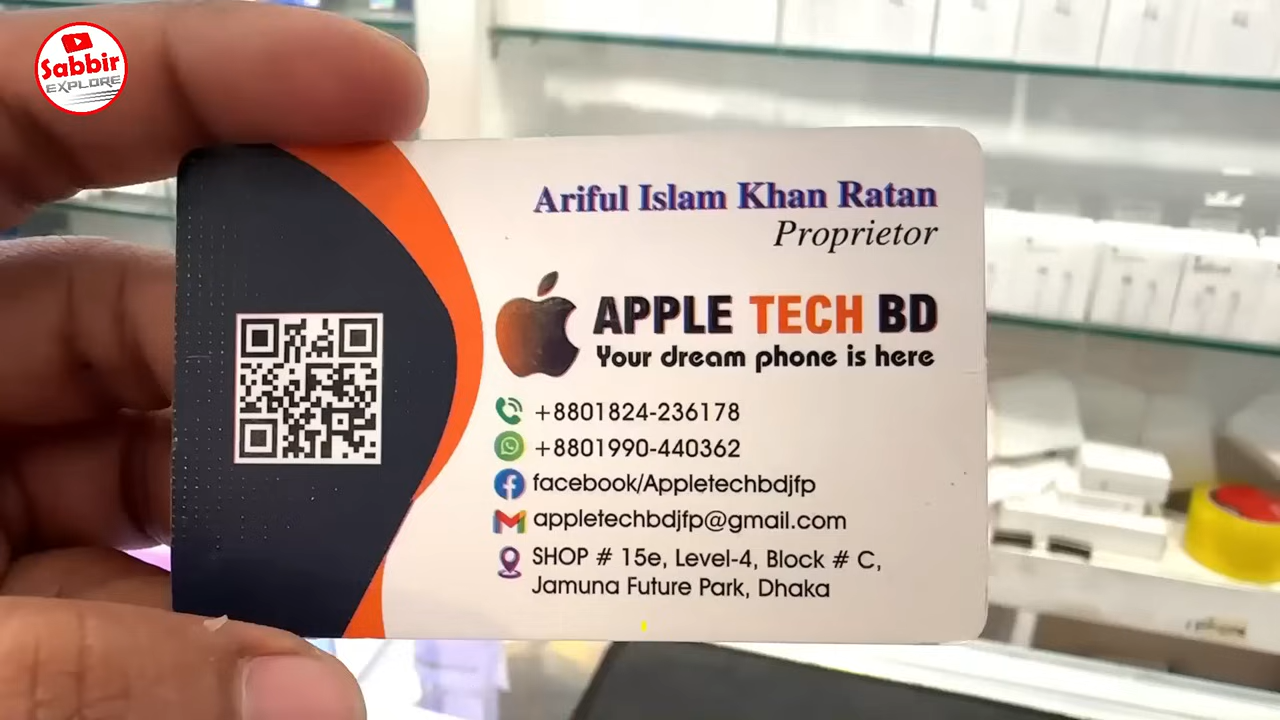 Sabbir
EXPLORE
Ariful Islam Khan Ratan
Proprietor
APPLE TECH BD
Your dream phone is here
+8801824-236178
+8801990-440362
facebook/Appletechbdjfp
appletechbdjfp@gmail.com
SHOP # 15e, Level-4, Block # C,
Jamuna Future Park, Dhaka